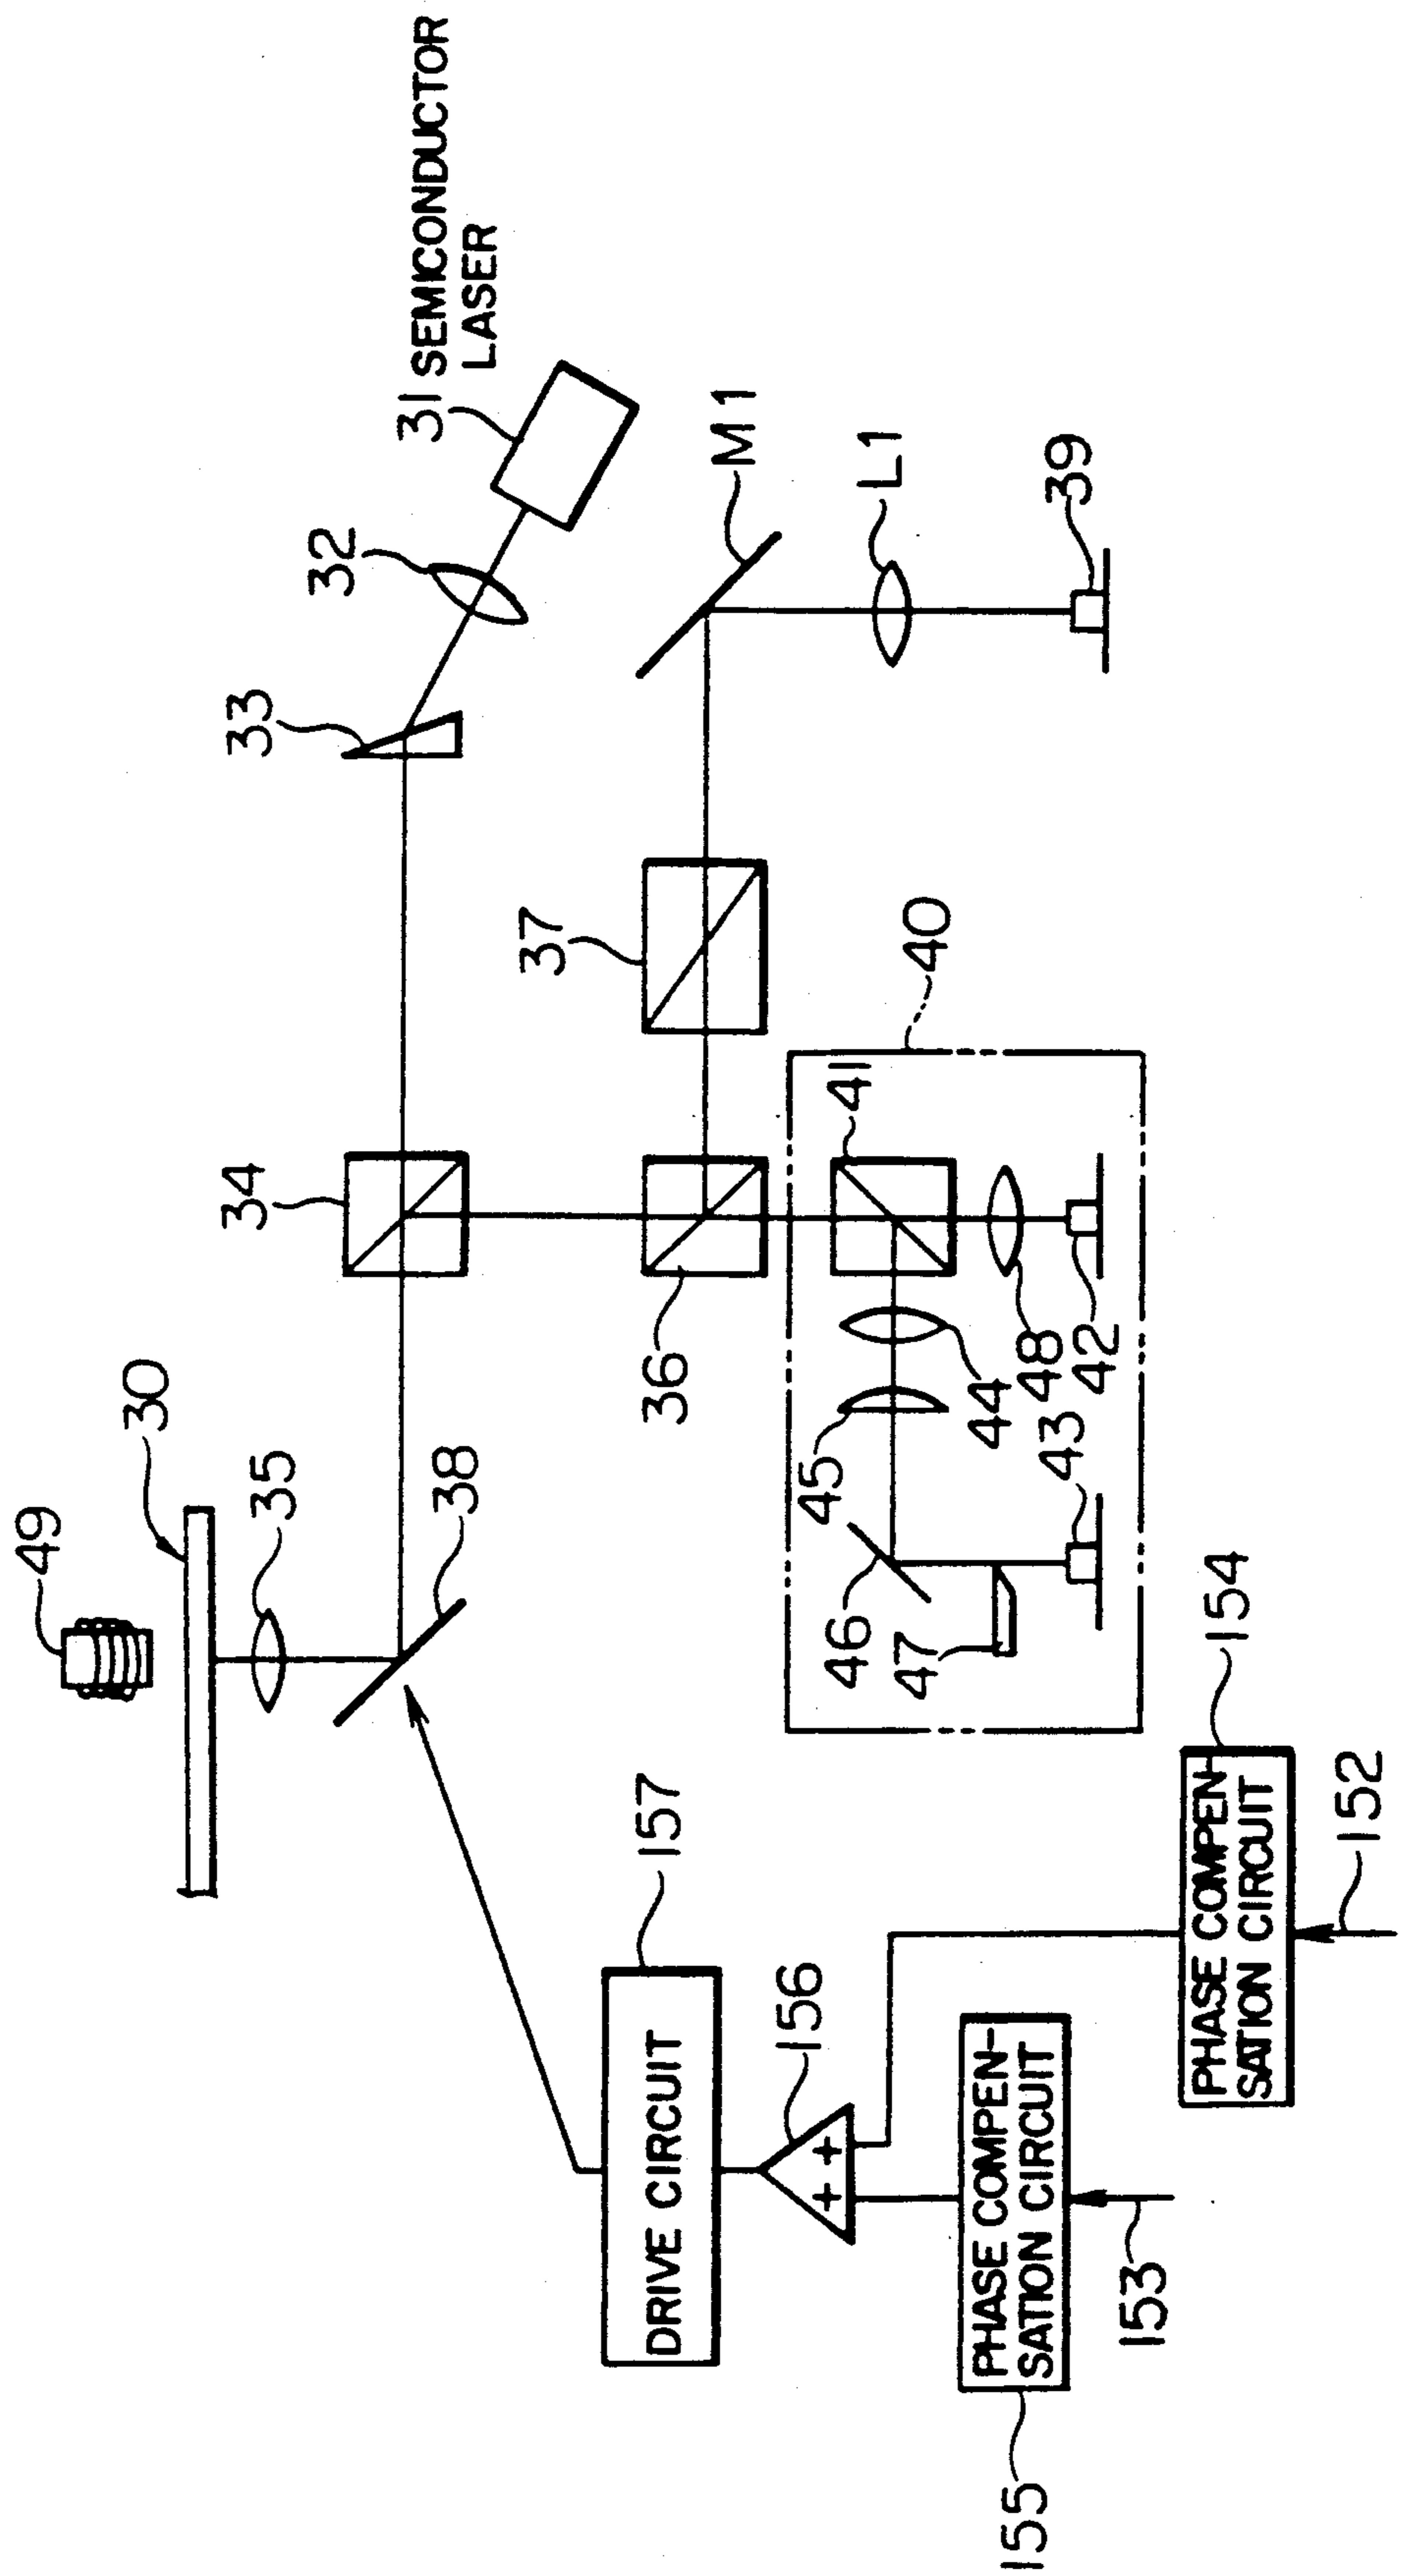 49
30
35
38
34
33
32
31 SEMICONDUCTOR
LASER
M1
L1
39
37
36
40
41
44
45
46
47
48
42
43
157
DRIVE CIRCUIT
156
+ +
154
PHASE COMPEN-
SATION CIRCUIT
152
PHASE COMPEN-
SATION CIRCUIT
153
155